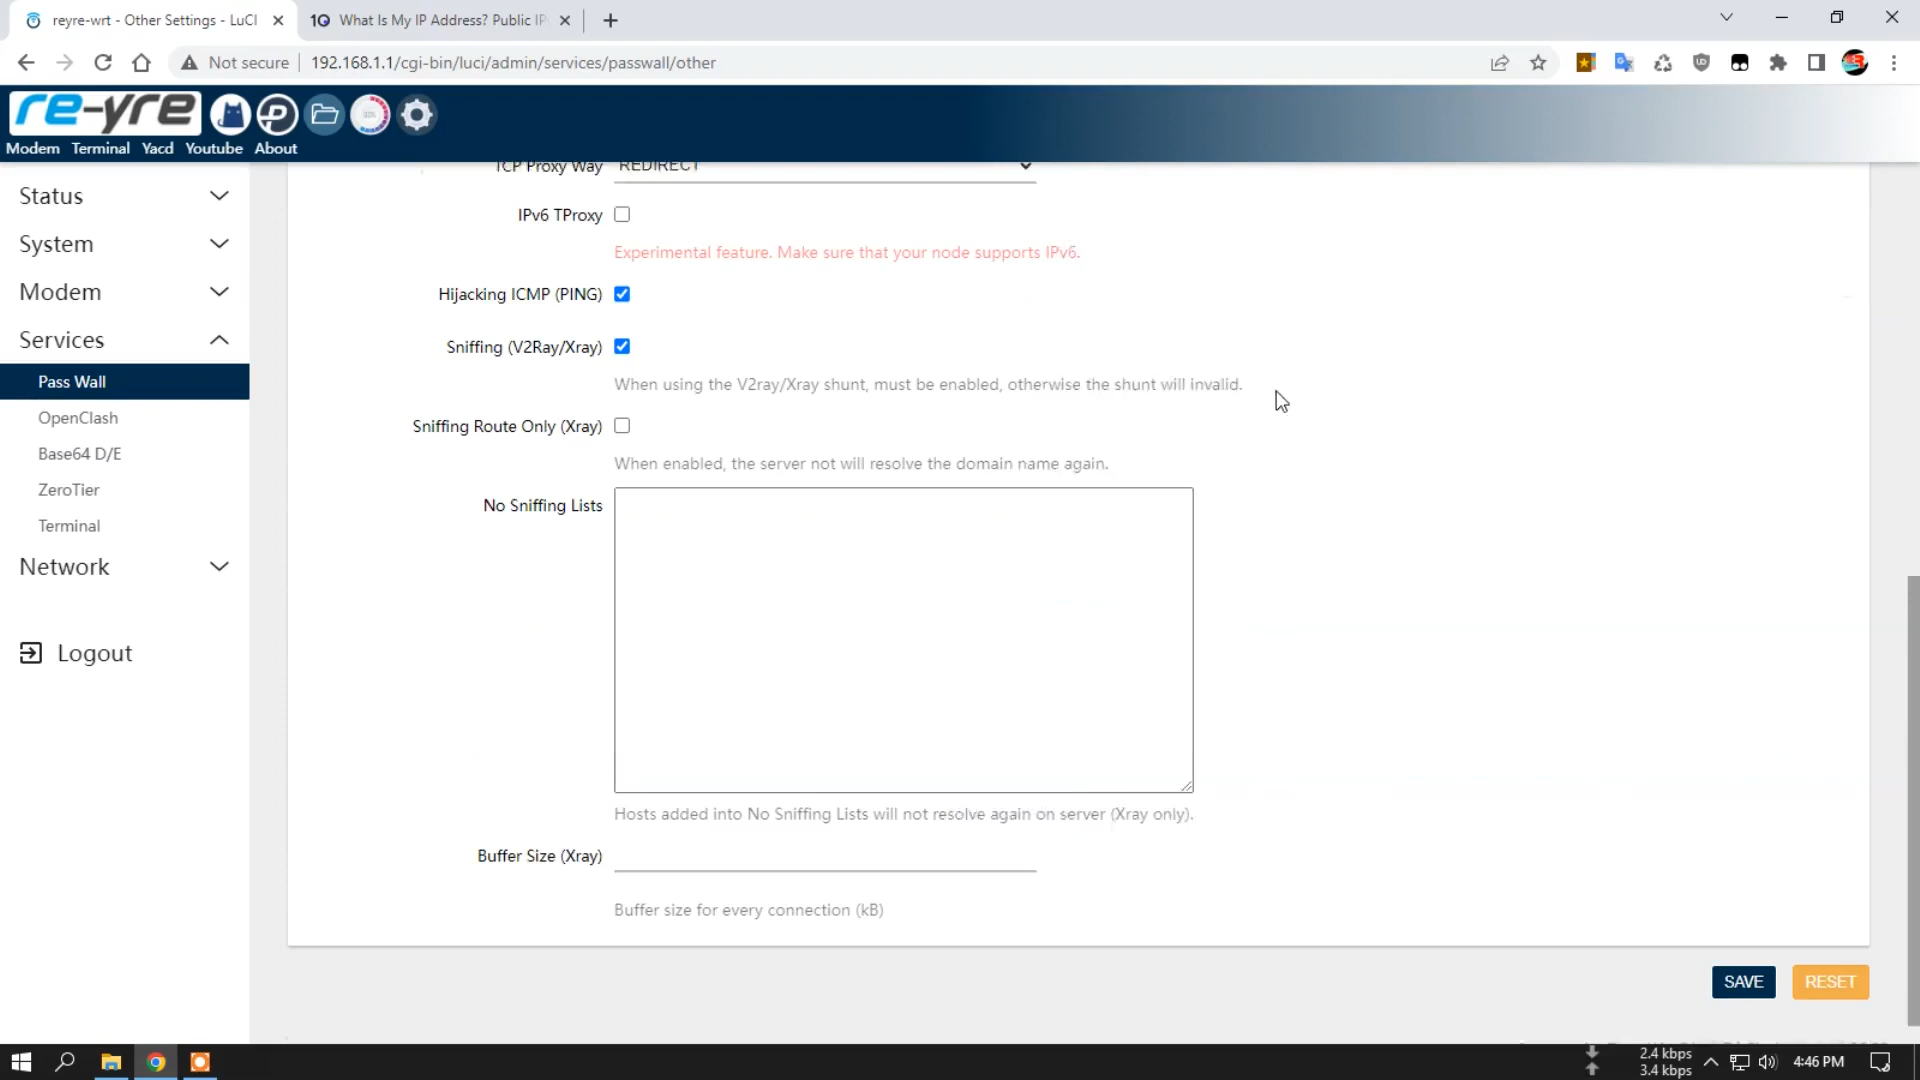 reyre-wrt - Other Settings - LuCI
1Q What Is My IP Address? Public IP
Not secure
192.168.1.1/cgi-bin/luci/admin/services/passwall/other
re-yre
Modem Terminal Yacd Youtube About
Status
System
Modem
Services
Pass Wall
OpenClash
Base64 D/E
ZeroTier
Terminal
Network
Logout
TCP Proxy Way REDIRECT
IPv6 TProxy
Experimental feature. Make sure that your node supports IPv6.
Hijacking ICMP (PING)
Sniffing (V2Ray/Xray)
When using the V2ray/Xray shunt, must be enabled, otherwise the shunt will invalid.
Sniffing Route Only (Xray)
When enabled, the server not will resolve the domain name again.
No Sniffing Lists
Hosts added into No Sniffing Lists will not resolve again on server (Xray only).
Buffer Size (Xray)
Buffer size for every connection (kB)
SAVE RESET
2.4 kbps
3.4 kbps
4:46 PM